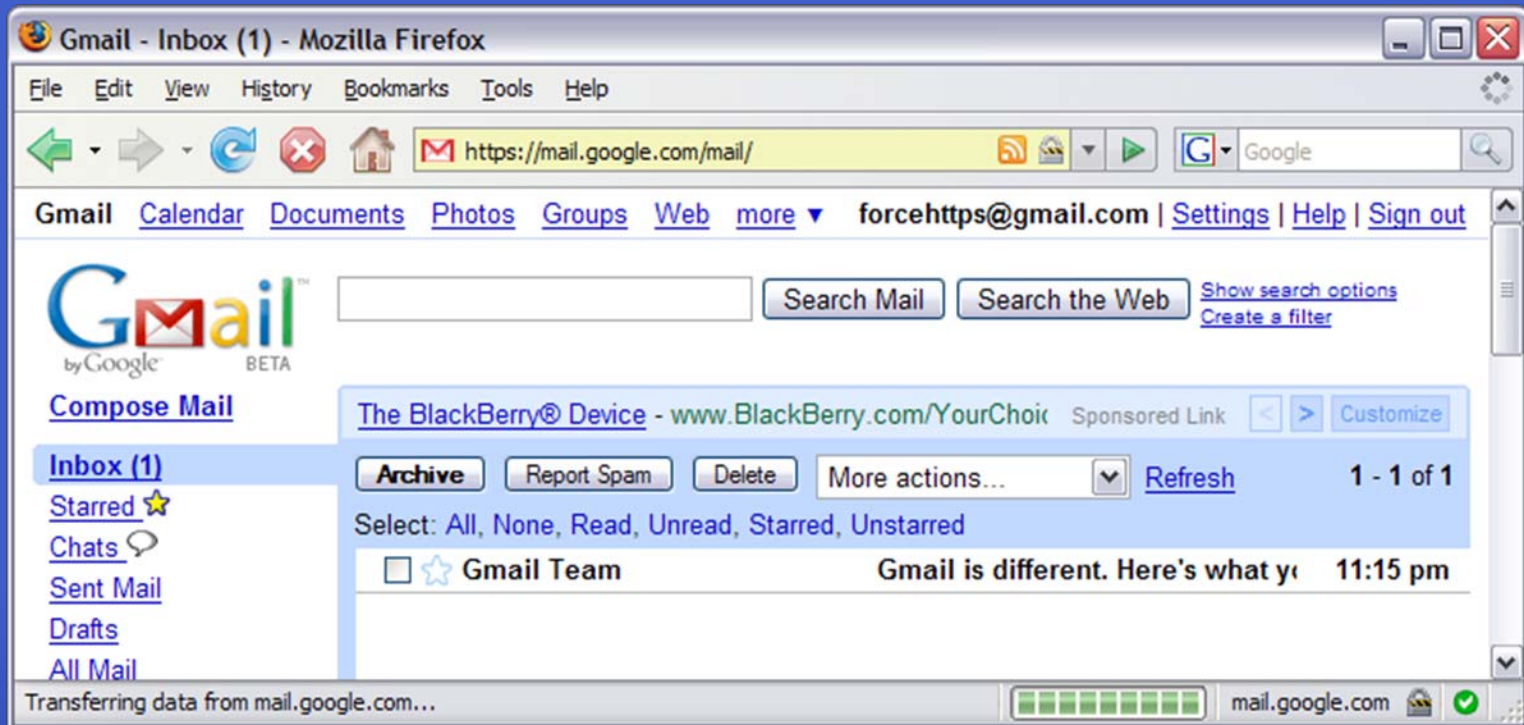 Gmail - Inbox (1) - Mozilla Firefox
File Edit View History Bookmarks Tools Help
https://mail.google.com/mail/ G Google
Gmail Calendar Documents Photos Groups Web more ▼ forcehttps@gmail.com | Settings | Help | Sign out
Gmail™
by Google BETA
Search Mail Search the Web Show search options
Create a filter
Compose Mail
The BlackBerry® Device - www.BlackBerry.com/YourChoic Sponsored Link < > Customize
Inbox (1)
Archive Report Spam Delete More actions... Refresh 1 - 1 of 1
Starred
Select: All, None, Read, Unread, Starred, Unstarred
Chats
Gmail Team Gmail is different. Here's what yo 11:15 pm
Sent Mail
Drafts
All Mail
Transferring data from mail.google.com... mail.google.com